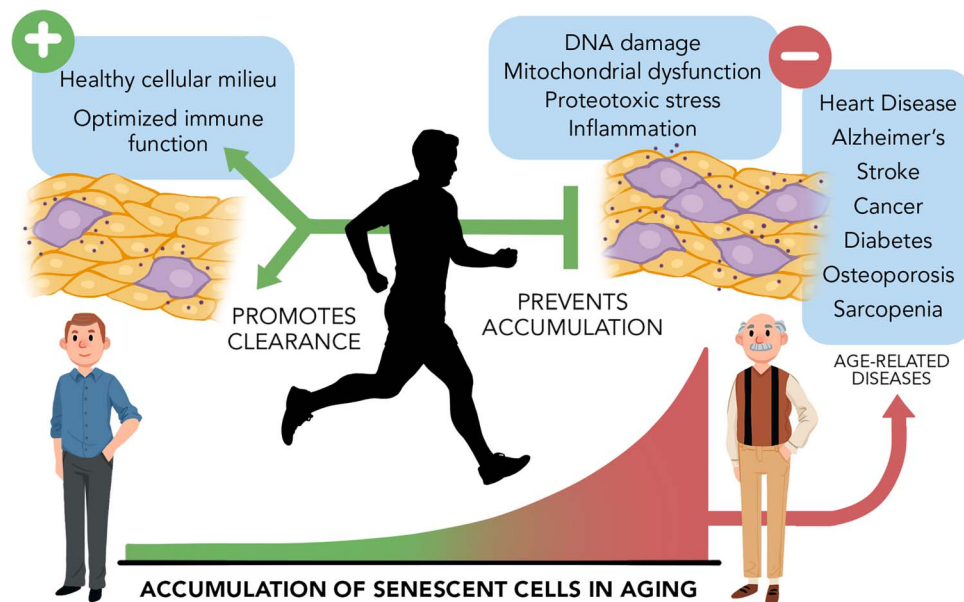 Healthy cellular milieu
Optimized immune
function
DNA damage
Mitochondrial dysfunction
Proteotoxic stress
Inflammation
Heart Disease
Alzheimer's
Stroke
Cancer
Diabetes
Osteoporosis
Sarcopenia
PROMOTES
CLEARANCE
PREVENTS
ACCUMULATION
AGE-RELATED
DISEASES
ACCUMULATION OF SENESCENT CELLS IN AGING